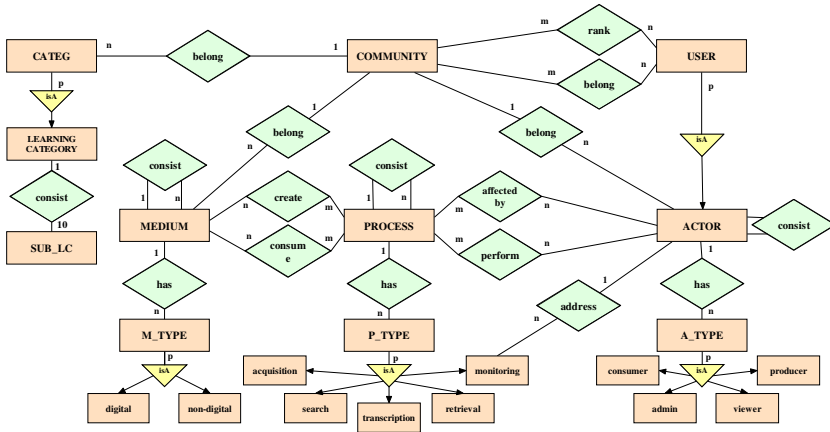 m
rank
n
CATEG
n
belong
1
COMMUNITY
USER
m
belong
n
p
isA
p
1
1
isA
LEARNING
CATEGORY
1
belong
belong
n
n
consist
consist
consist
1
n
1
n
create
n
m
affected
by
m
n
10
SUB_LC
MEDIUM
PROCESS
ACTOR
consist
n
consum
e
m
m
perform
n
1
1
1
1
has
has
address
has
n
n
n
n
M_TYPE
P_TYPE
A_TYPE
p
isA
p
isA
p
isA
acquisition
monitoring
consumer
producer
digital
non-digital
search
transcription
retrieval
admin
viewer